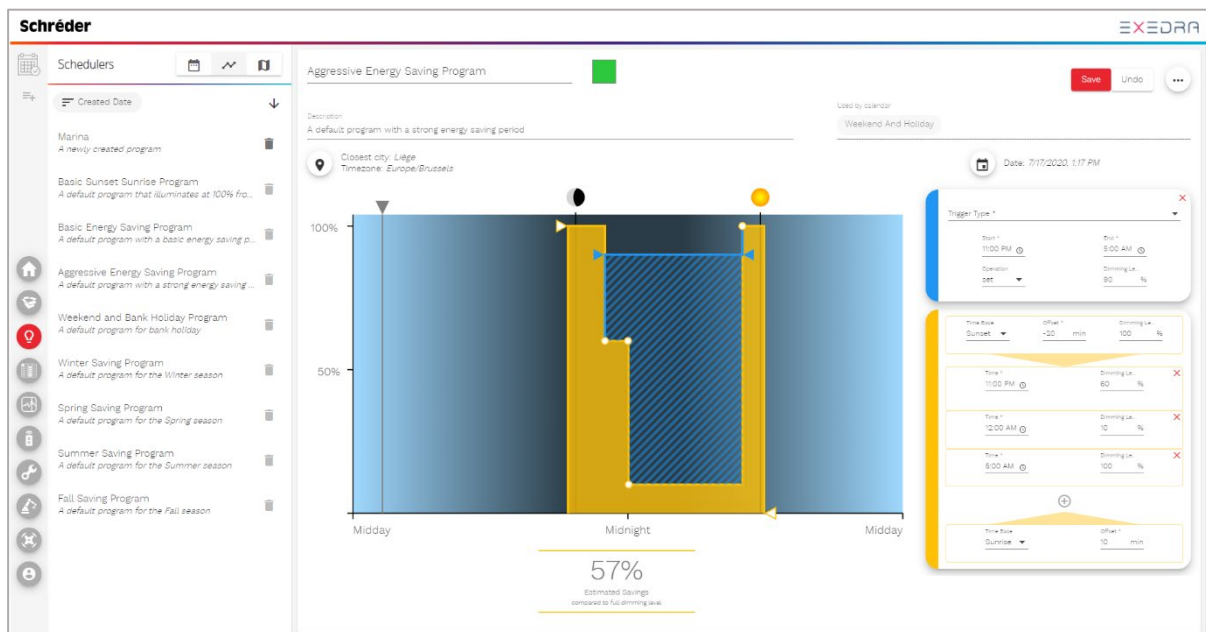 Schréder
EXEDRA
Schedulers
Created Date
Marina
A newly created program
Basic Sunset Sunrise Program
A default program that illuminates at 100% fro...
Basic Energy Saving Program
A default program with a basic energy saving p...
Aggressive Energy Saving Program
A default program with a strong energy saving ...
Weekend and Bank Holiday Program
A default program for bank holiday
Winter Saving Program
A default program for the Winter season
Spring Saving Program
A default program for the Spring season
Summer Saving Program
A default program for the Summer season
Fall Saving Program
A default program for the Fall season
Aggressive Energy Saving Program
Save Undo
Description
A default program with a strong energy saving period
Used by calendar
Weekend And Holiday
Closest city: Liège
Timezone: Europe/Brussels
Date: 7/17/2020, 1:17 PM
100%
50%
Midday Midnight Midday
57%
Estimated Savings
compared to full dimming level
Trigger Type *
Start * End *
11:00 PM 5:00 AM
Operation Dimming Le...
set 90 %
Time Base Offset * Dimming Le...
Sunset -20 min 100 %
Time * Dimming Le...
11:00 PM 60 %
Time * Dimming Le...
12:00 AM 10 %
Time * Dimming Le...
5:00 AM 100 %
Time Base Offset *
Sunrise 10 min